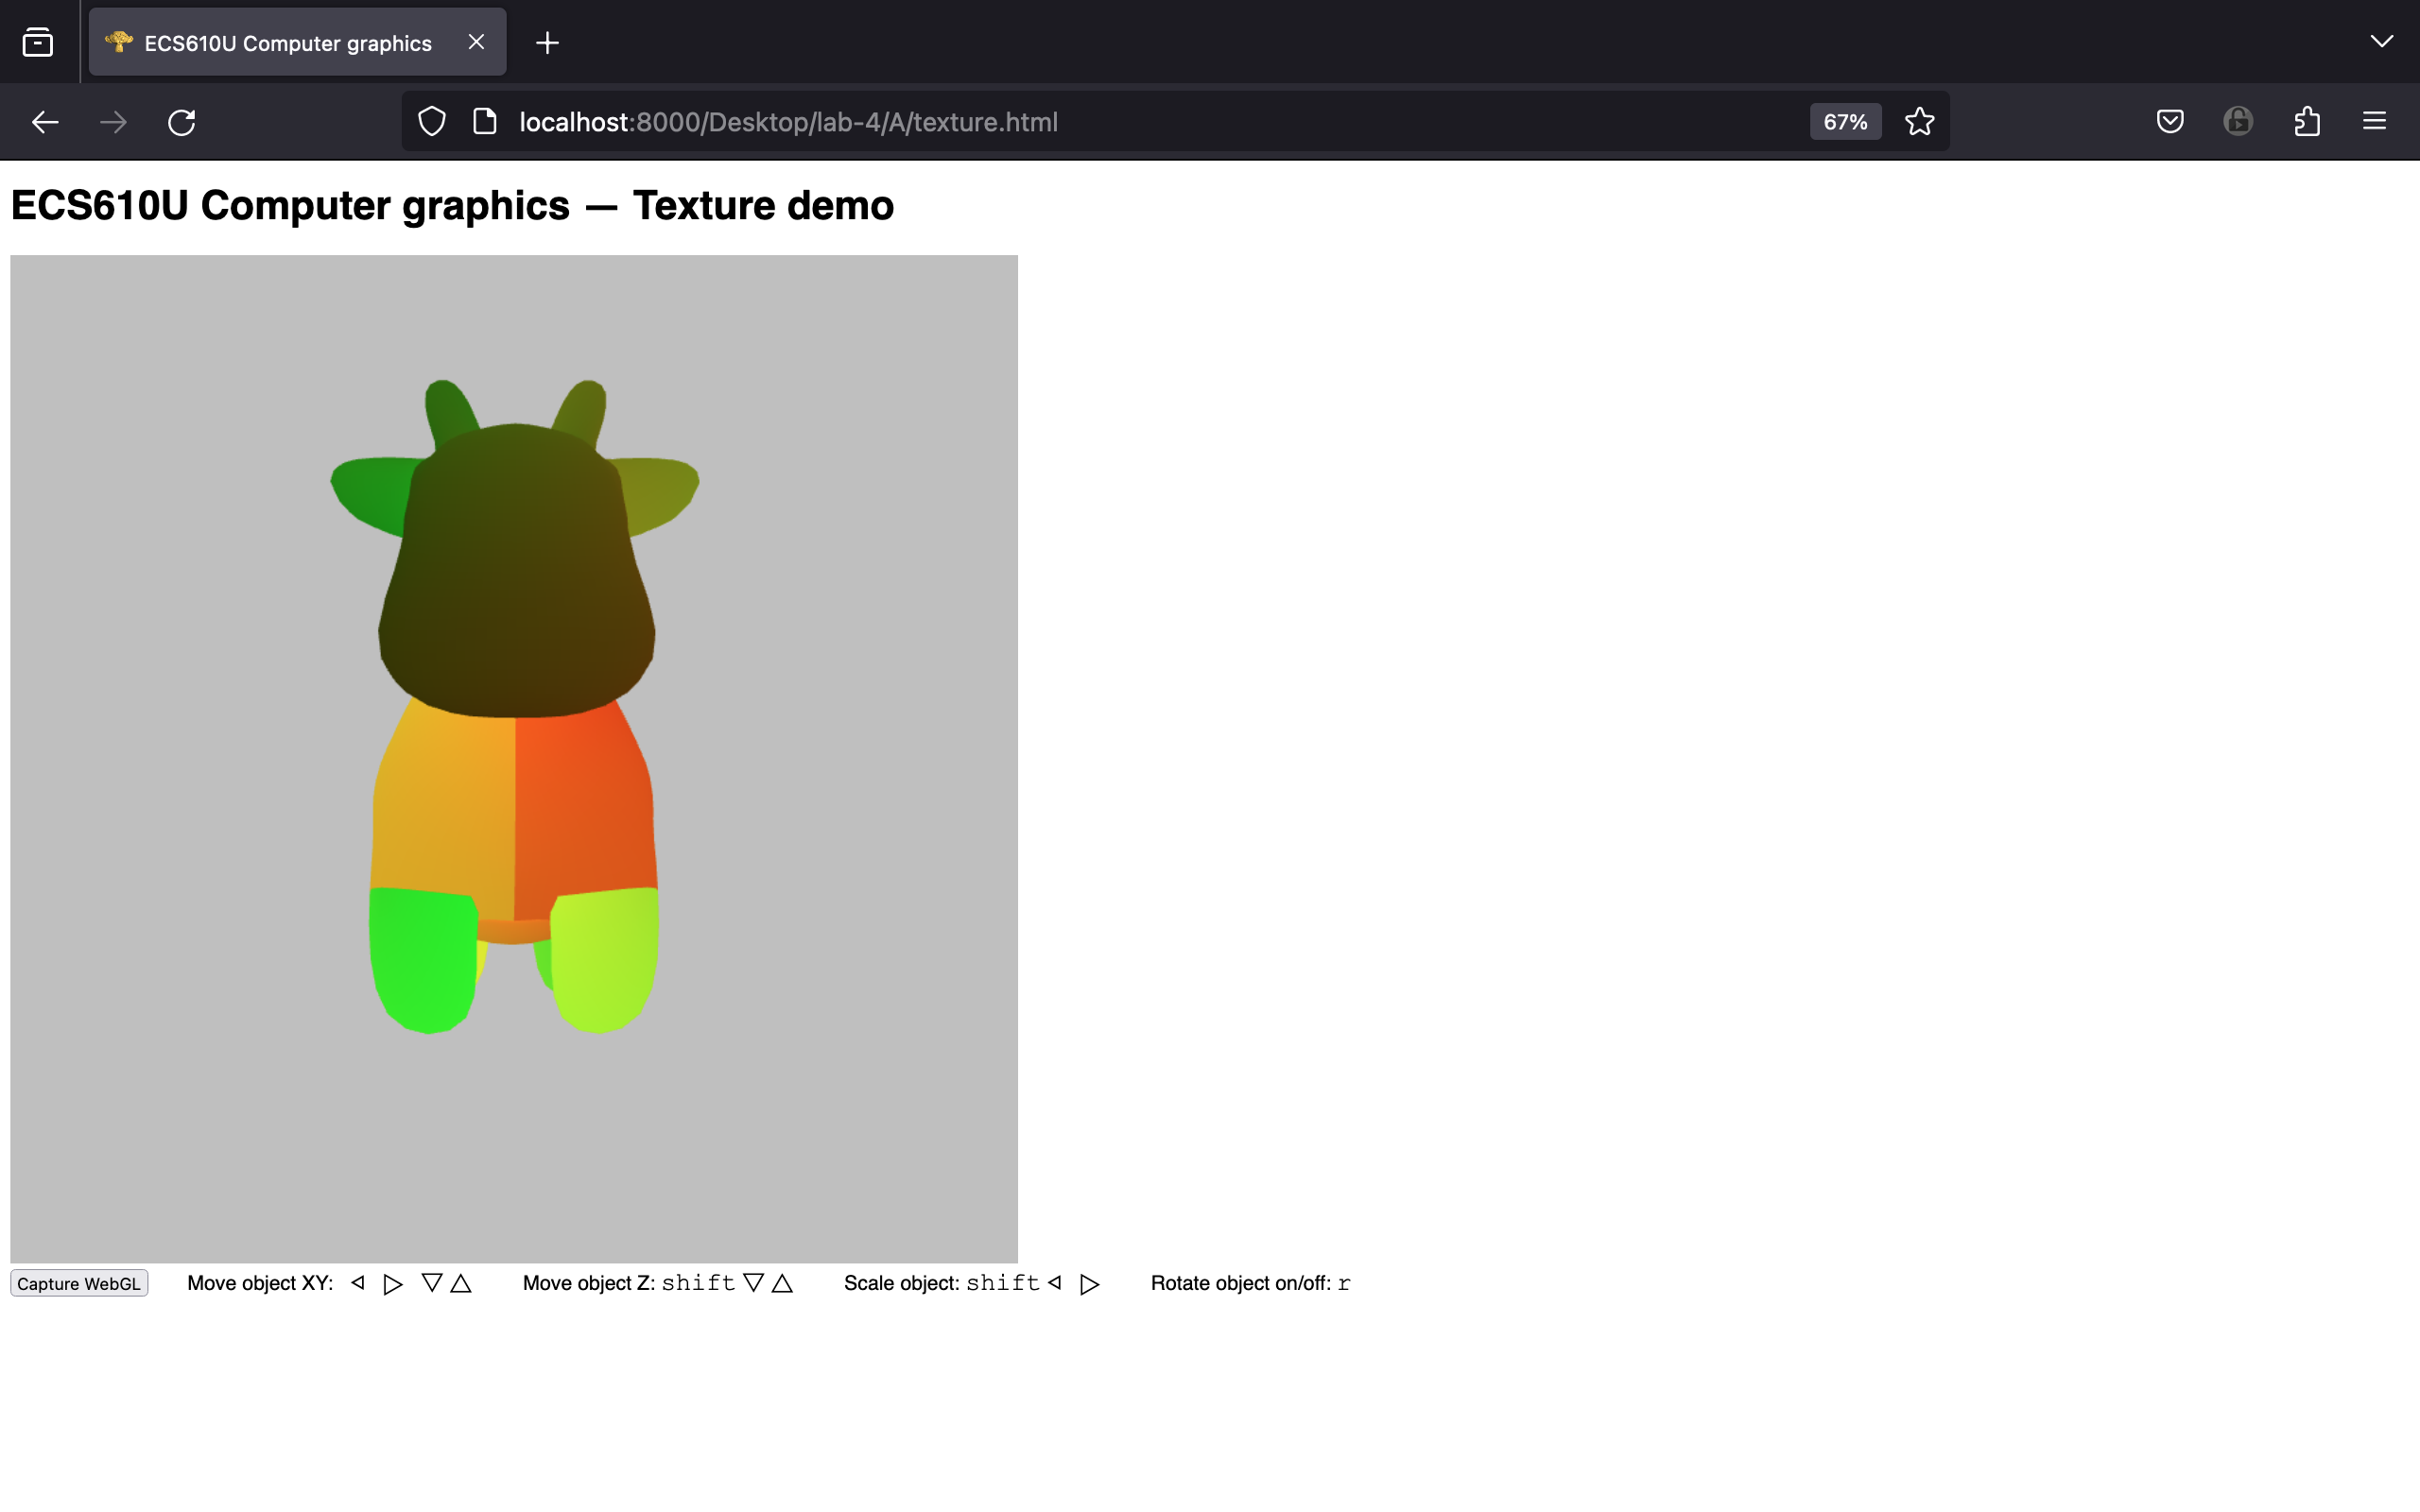 ECS610U Computer graphics
localhost:8000/Desktop/lab-4/A/texture.html 67%
ECS610U Computer graphics — Texture demo
Capture WebGL Move object XY: ◁ ▷ ▽ △ Move object Z: shift ▽ △ Scale object: shift ◁ ▷ Rotate object on/off: r